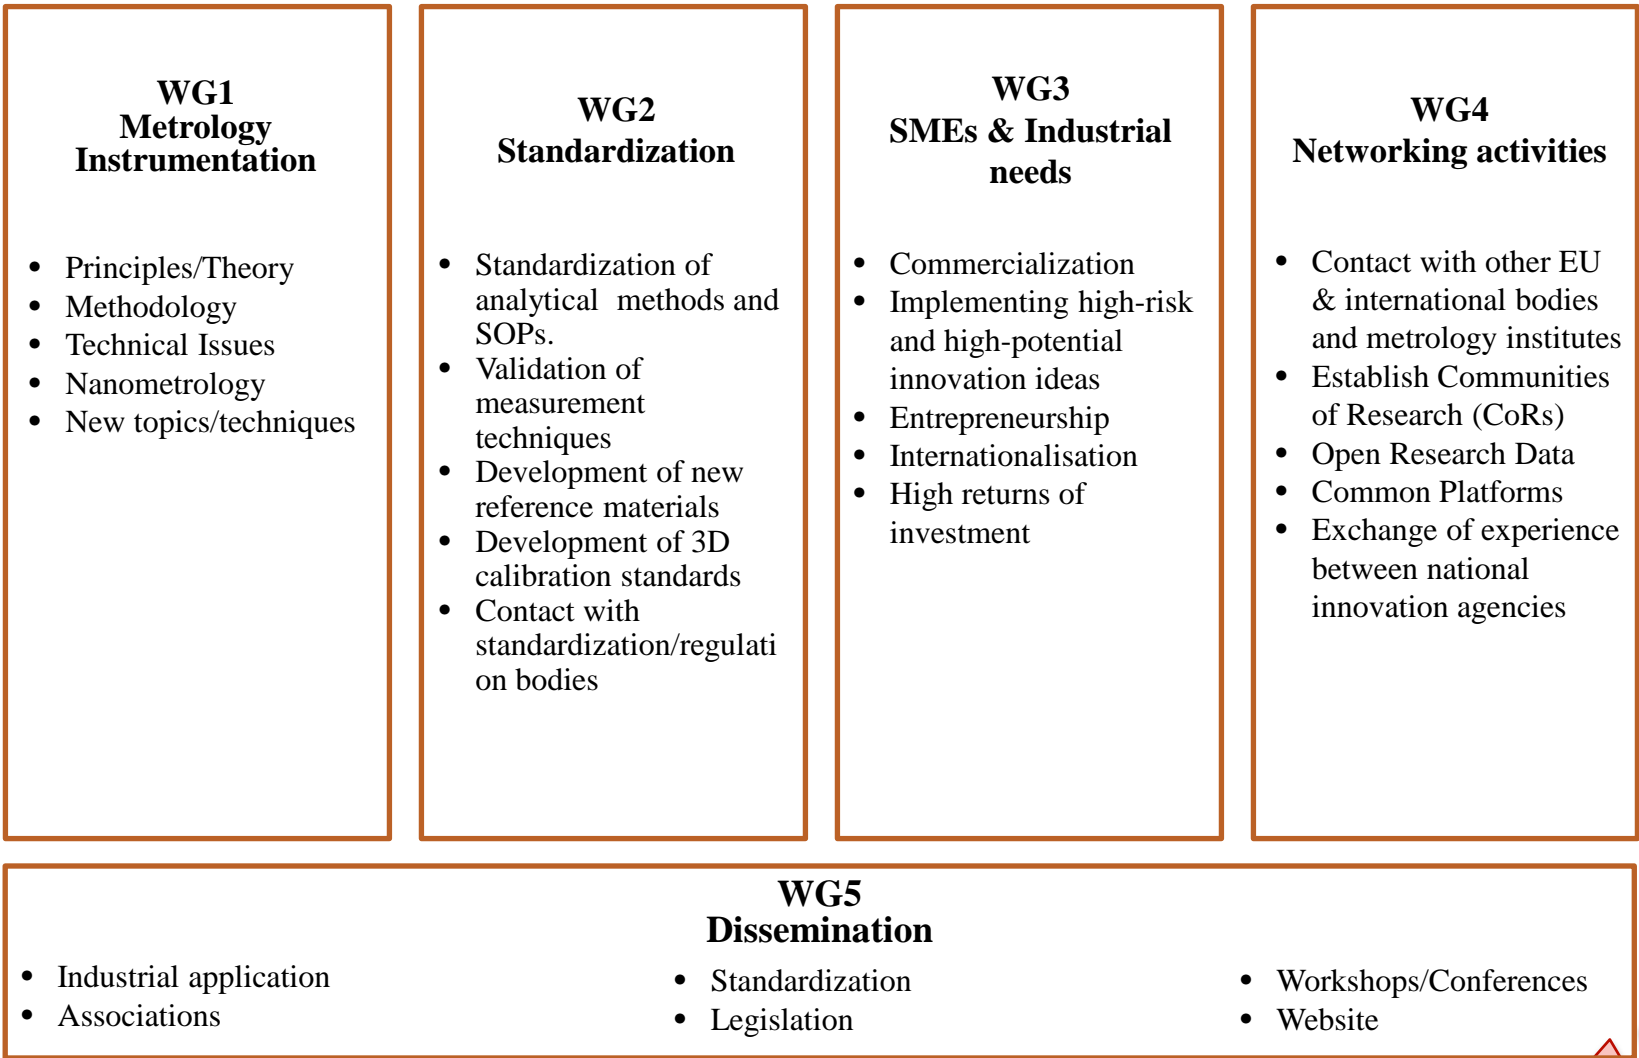 WG1
Metrology
Instrumentation
• Principles/Theory
• Methodology
• Technical Issues
• Nanometrology
• New topics/techniques
WG2
Standardization
• Standardization of
analytical  methods and
SOPs.
• Validation of
measurement
techniques
• Development of new
reference materials
• Development of 3D
calibration standards
• Contact with
standardization/regulati
on bodies
WG3
SMEs & Industrial
needs
• Commercialization
• Implementing high-risk
and high-potential
innovation ideas
• Entrepreneurship
• Internationalisation
• High returns of
investment
WG4
Networking activities
• Contact with other EU
& international bodies
and metrology institutes
• Establish Communities
of Research (CoRs)
• Open Research Data
• Common Platforms
• Exchange of experience
between national
innovation agencies
WG5
Dissemination
• Industrial application
• Associations
• Standardization
• Legislation
• Workshops/Conferences
• Website